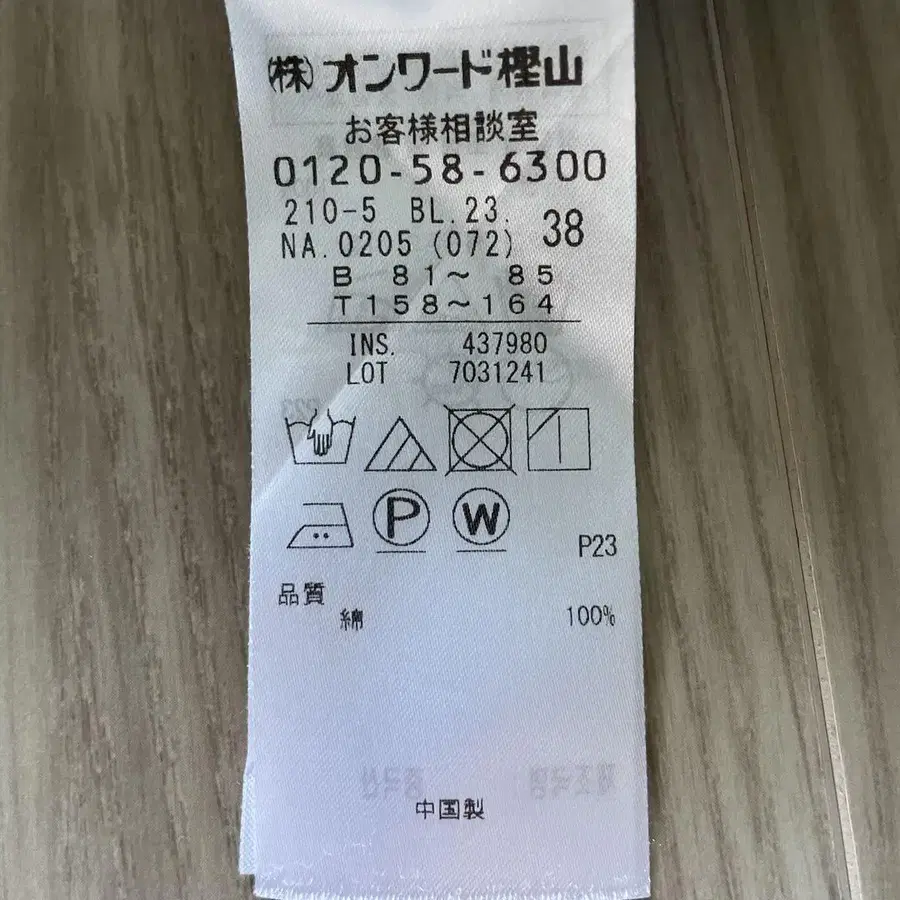 (株)オンワード樫山
お客様相談室
0120-58-6300
210-5 BL.23.
NA.0205 (072) 38
B 81~ 85
T158~164
INS. 437980
LOT 7031241
P
W
P23
品質
綿 100%
中国製